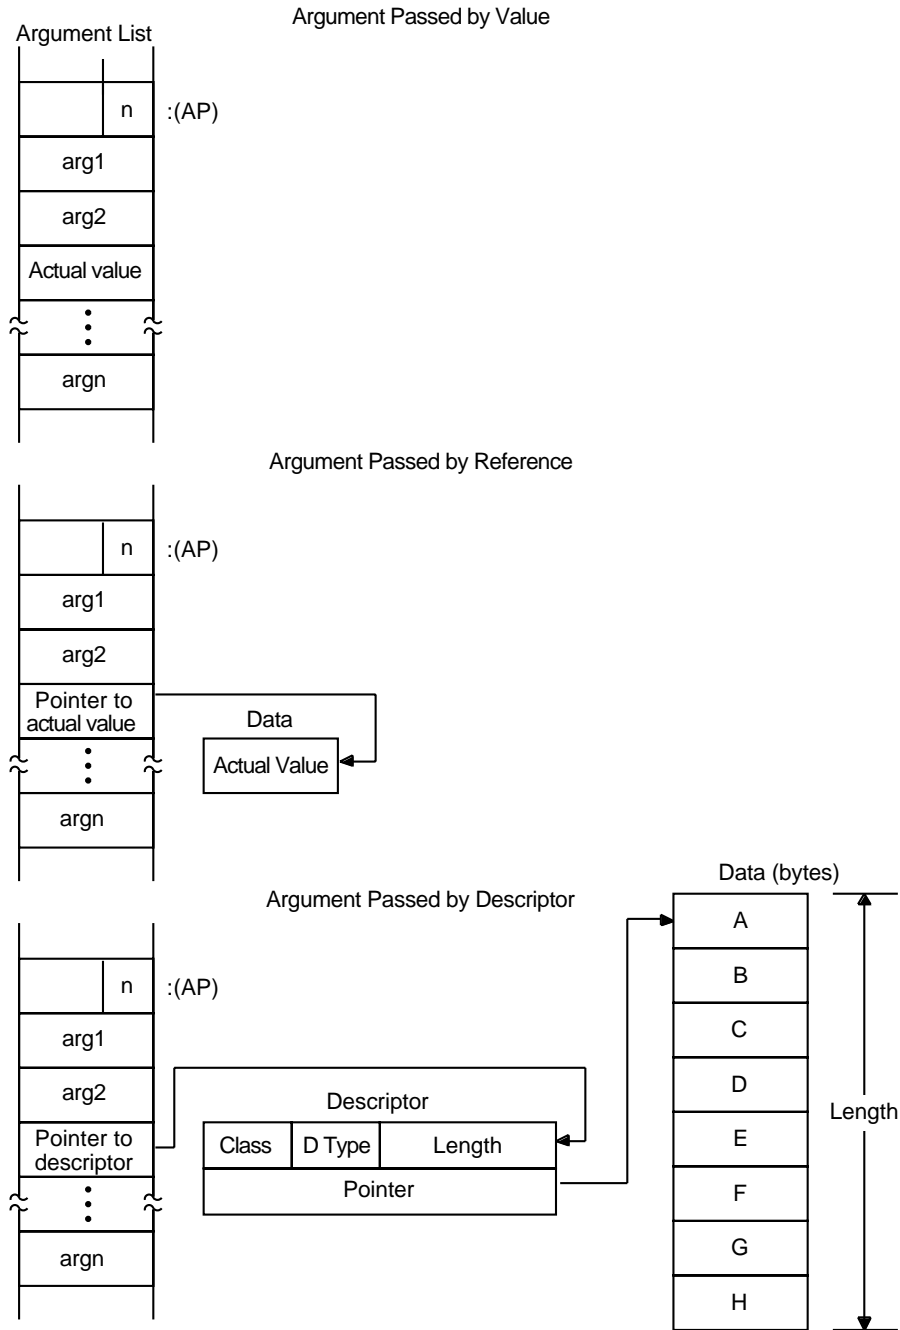 Argument Passed by Value
Argument List
n :(AP)
arg1
arg2
Actual value
argn
Argument Passed by Reference
n :(AP)
arg1
arg2
Pointer to
actual value
Data
Actual Value
argn
Argument Passed by Descriptor
n :(AP)
arg1
arg2
Pointer to
descriptor
argn
Descriptor
Class D Type Length
Pointer
Data (bytes)
A
B
C
D
E
F
G
H
Length